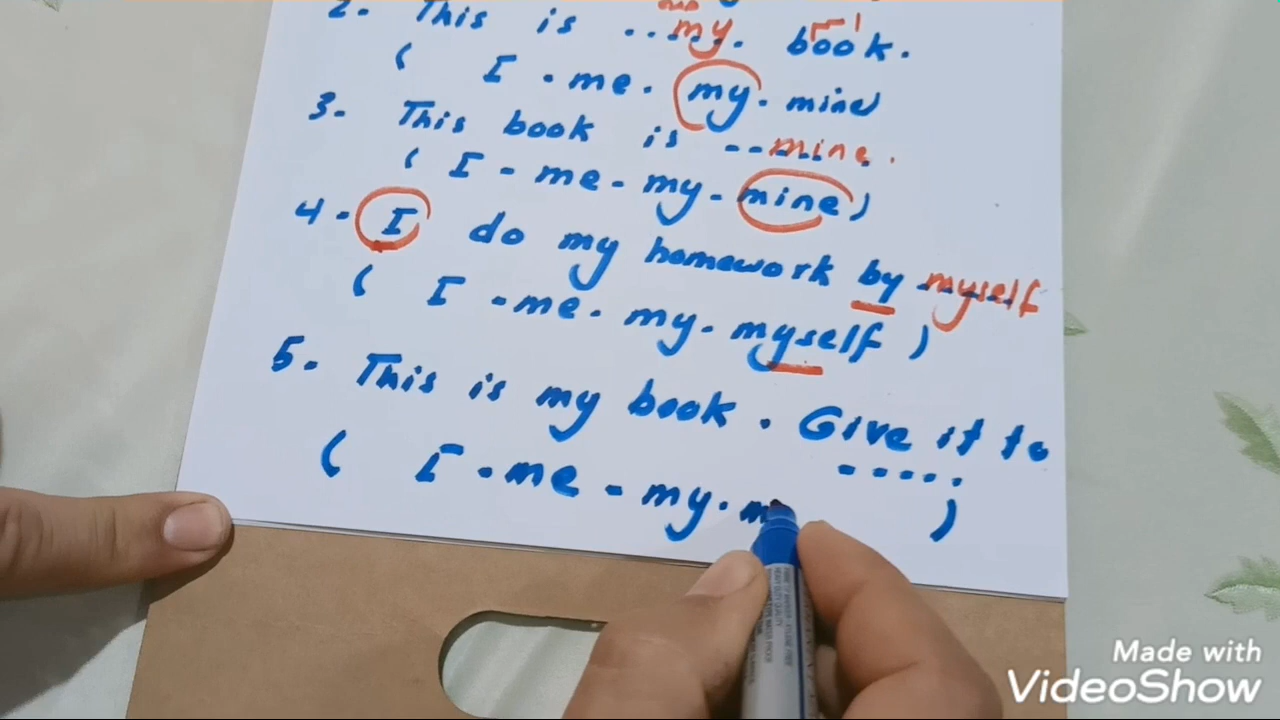 2. This is ..my. book.
( I . me . my . mine
3. This book is --mine.
( I - me - my - mine )
4. I do my homework by myself
( I - me . my . myself )
5. This is my book . Give it to
.....
( I . me - my . m )
Made with
VideoShow